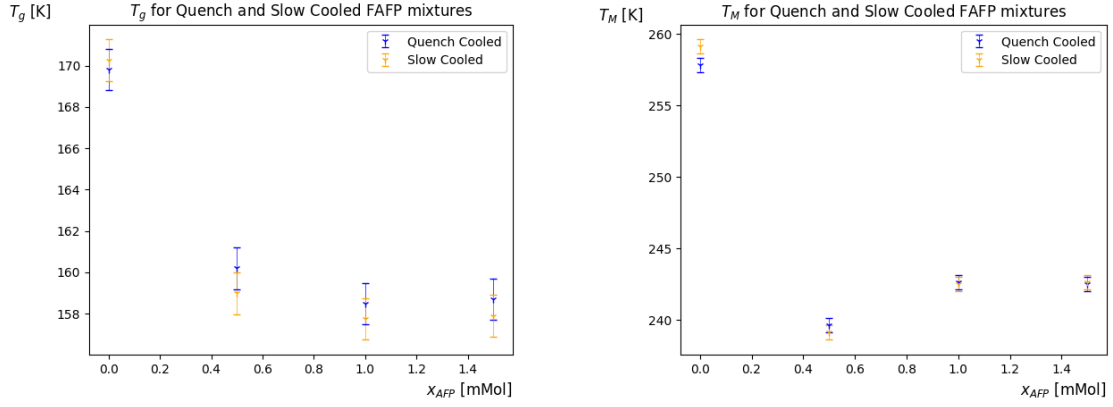 T_g [K]
T_g for Quench and Slow Cooled FAFP mixtures
Quench Cooled
Slow Cooled
170
168
166
164
162
160
158
0.0 0.2 0.4 0.6 0.8 1.0 1.2 1.4
x_AFP [mMol]
T_M [K]
T_M for Quench and Slow Cooled FAFP mixtures
Quench Cooled
Slow Cooled
260
255
250
245
240
0.0 0.2 0.4 0.6 0.8 1.0 1.2 1.4
x_AFP [mMol]